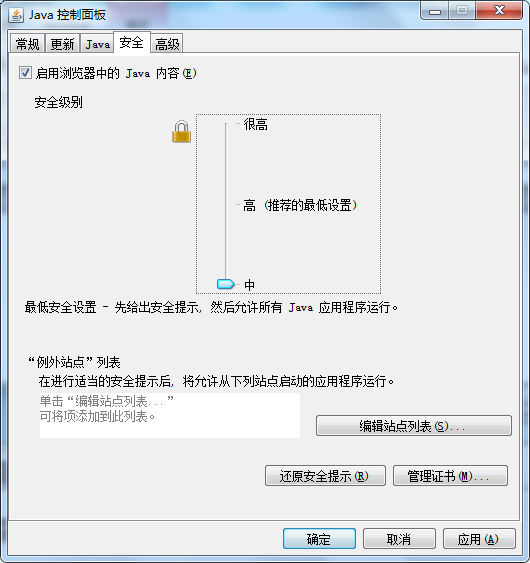 Java 控制面板
常规 更新 Java 安全 高级
启用浏览器中的 Java 内容(E)
安全级别
很高
高 (推荐的最低设置)
中
最低安全设置 - 先给出安全提示, 然后允许所有 Java 应用程序运行。
“例外站点”列表
在进行适当的安全提示后, 将允许从下列站点启动的应用程序运行。
单击“编辑站点列表...”
可将项添加到此列表。
编辑站点列表(S)...
还原安全提示(R) 管理证书(M)...
确定 取消 应用(A)